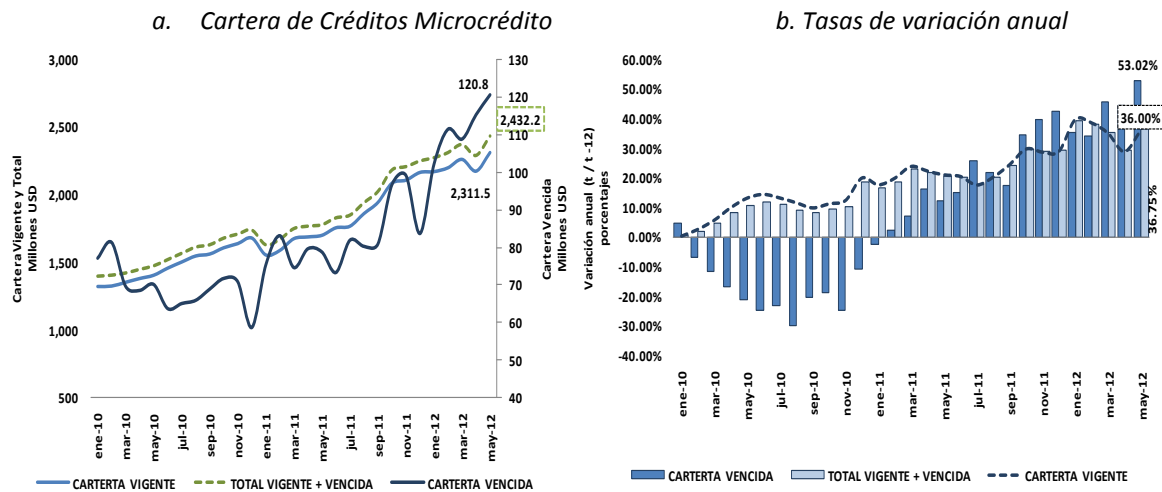 a. Cartera de Créditos Microcrédito
3,000
2,500
2,000
1,500
1,000
500
Cartera Vigente y Total
Millones USD
130
120
110
100
90
80
70
60
50
40
Cartera Vencida
Millones USD
120.8
2,432.2
2,311.5
ene-10
mar-10
may-10
jul-10
sep-10
nov-10
ene-11
mar-11
may-11
jul-11
sep-11
nov-11
ene-12
mar-12
may-12
CARTERTA VIGENTE
TOTAL VIGENTE + VENCIDA
CARTERTA VENCIDA
b. Tasas de variación anual
60.00%
50.00%
40.00%
30.00%
20.00%
10.00%
0.00%
-10.00%
-20.00%
-30.00%
-40.00%
Variación anual (t / t -12)
porcentajes
53.02%
36.00%
36.75%
ene-10
mar-10
may-10
jul-10
sep-10
nov-10
ene-11
mar-11
may-11
jul-11
sep-11
nov-11
ene-12
mar-12
may-12
CARTERTA VENCIDA
TOTAL VIGENTE + VENCIDA
CARTERTA VIGENTE